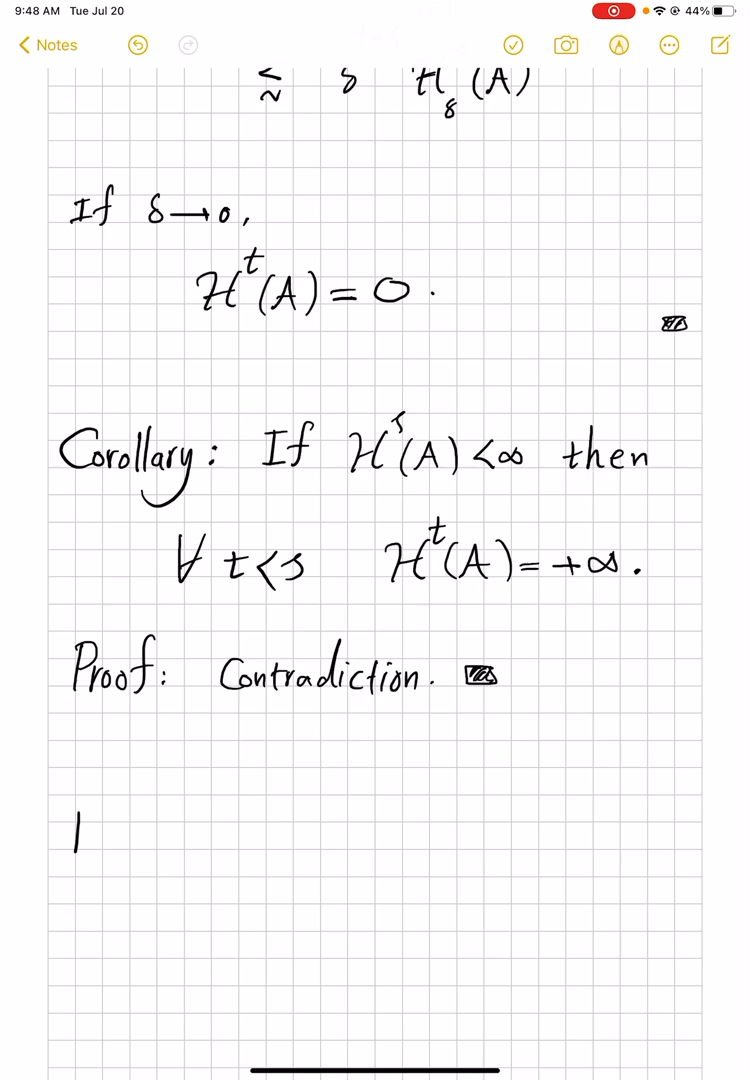 9:48 AM Tue Jul 20
44%
Notes
≲ δ H_δ (A)
If δ → 0,
H^t(A) = 0.
Corollary: If H^s(A) < ∞ then
∀ t < s H^t(A) = +∞.
Proof: Contradiction.